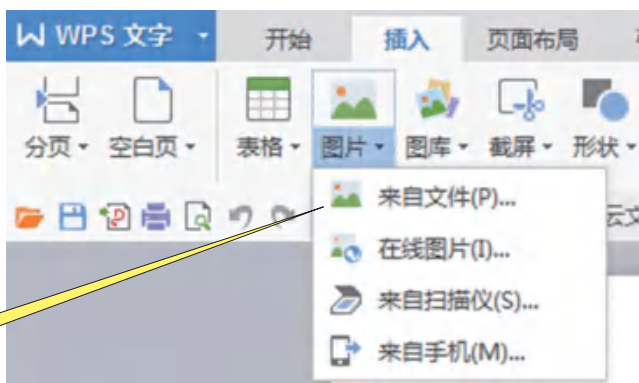 WPS 文字 开始 插入 页面布局
分页 空白页 表格 图片 图库 截屏 形状
来自文件(P)...
云文
在线图片(I)...
来自扫描仪(S)...
来自手机(M)...